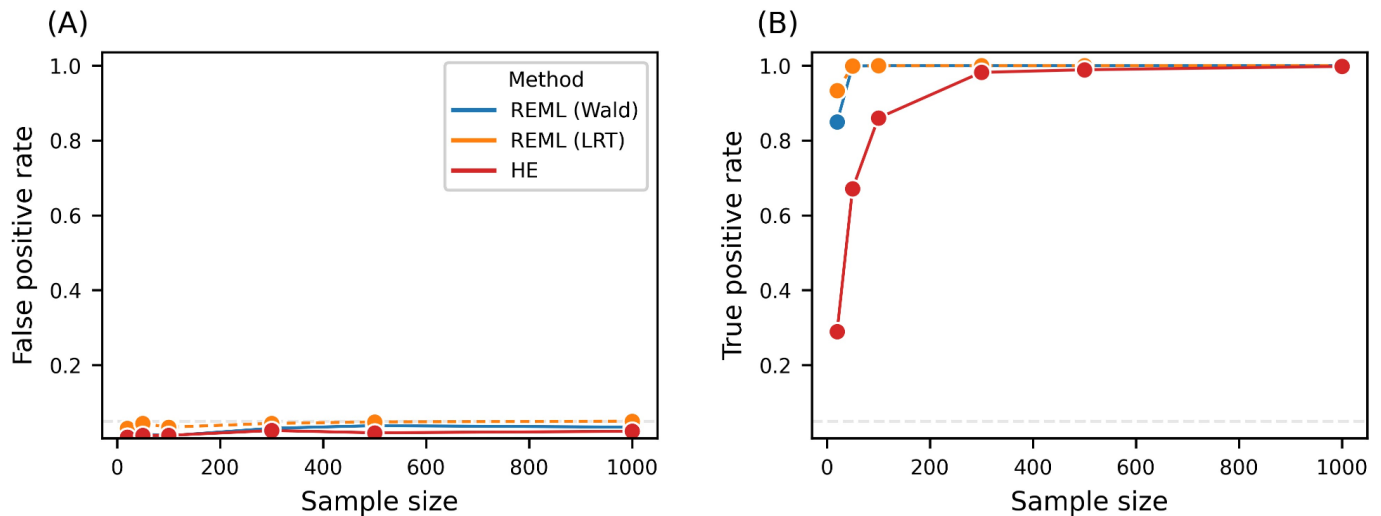 (A)
1.0
0.8
0.6
0.4
0.2
False positive rate
Method
REML (Wald)
REML (LRT)
HE
0
200
400
600
800
1000
Sample size
(B)
1.0
0.8
0.6
0.4
0.2
True positive rate
0
200
400
600
800
1000
Sample size